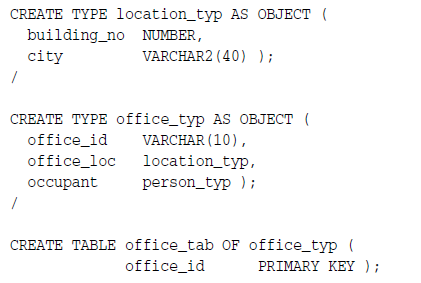 CREATE TYPE location_typ AS OBJECT (
  building_no  NUMBER,
  city         VARCHAR2(40) );
/
CREATE TYPE office_typ AS OBJECT (
  office_id    VARCHAR(10),
  office_loc   location_typ,
  occupant     person_typ );
/
CREATE TABLE office_tab OF office_typ (
             office_id      PRIMARY KEY );